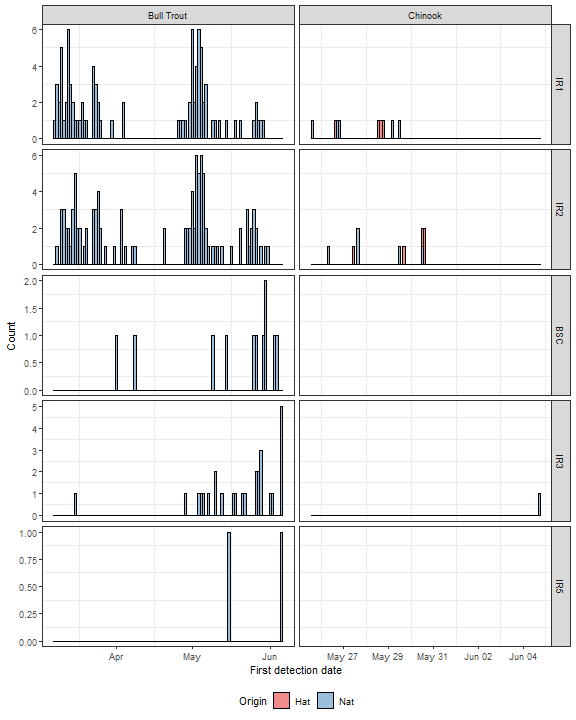 Bull Trout Chinook
6
4
2
0
IR1
6
4
2
0
IR2
2.0
1.5
1.0
0.5
0.0
BSC
5
4
3
2
1
0
IR3
1.00
0.75
0.50
0.25
0.00
IR5
Count
Apr May Jun May 27 May 29 May 31 Jun 02 Jun 04
First detection date
Origin Hat Nat